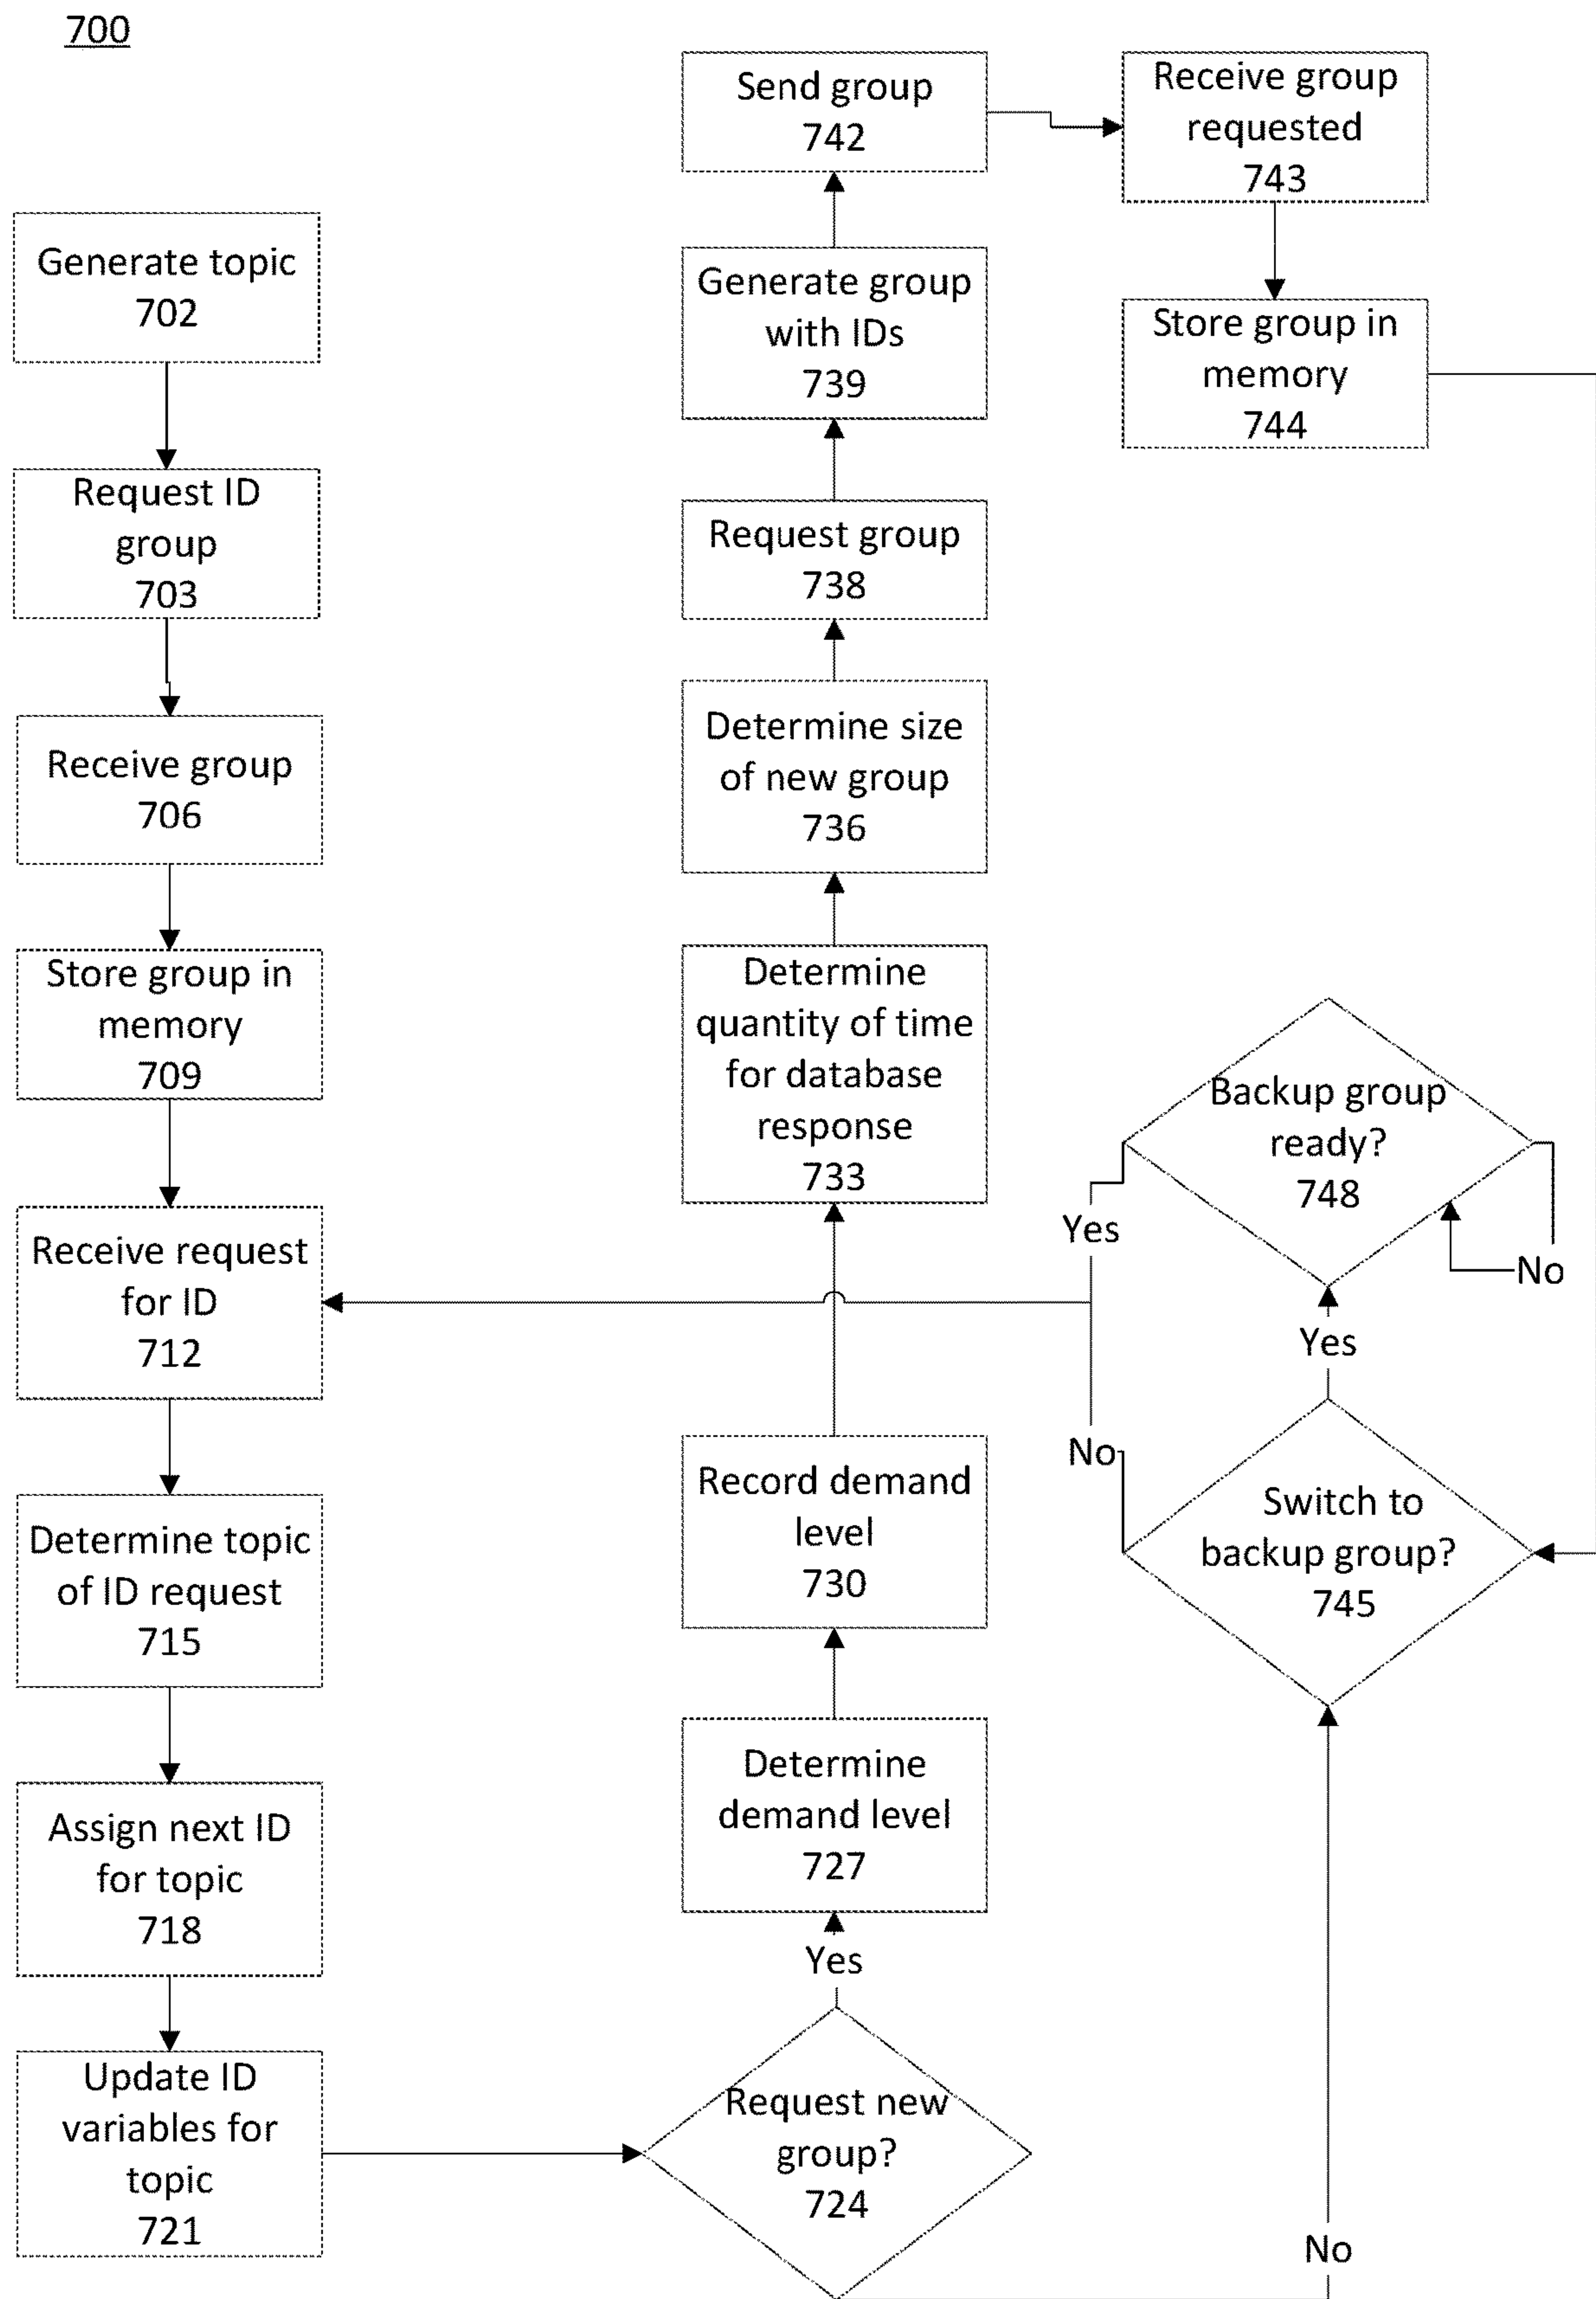 700
Generate topic
702
Request ID
group
703
Receive group
706
Store group in
memory
709
Receive request
for ID
712
Determine topic
of ID request
715
Assign next ID
for topic
718
Update ID
variables for
topic
721
Send group
742
Generate group
with IDs
739
Request group
738
Determine size
of new group
736
Determine
quantity of time
for database
response
733
Record demand
level
730
Determine
demand level
727
Yes
Request new
group?
724
Receive group
requested
743
Store group in
memory
744
Backup group
ready?
748
Yes
No
Yes
No
Switch to
backup group?
745
No